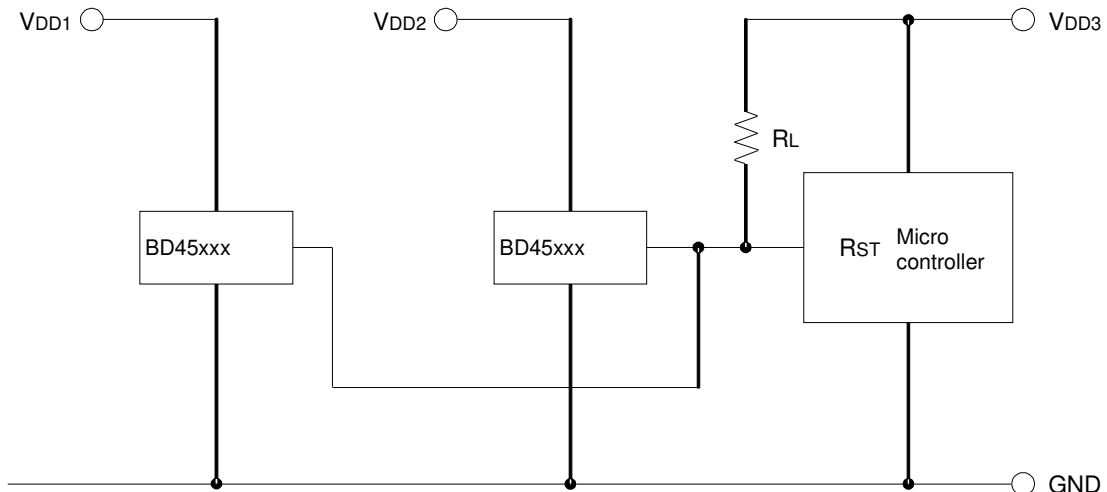 VDD1
VDD2
VDD3
RL
BD45xxx
BD45xxx
RST
Micro
controller
GND